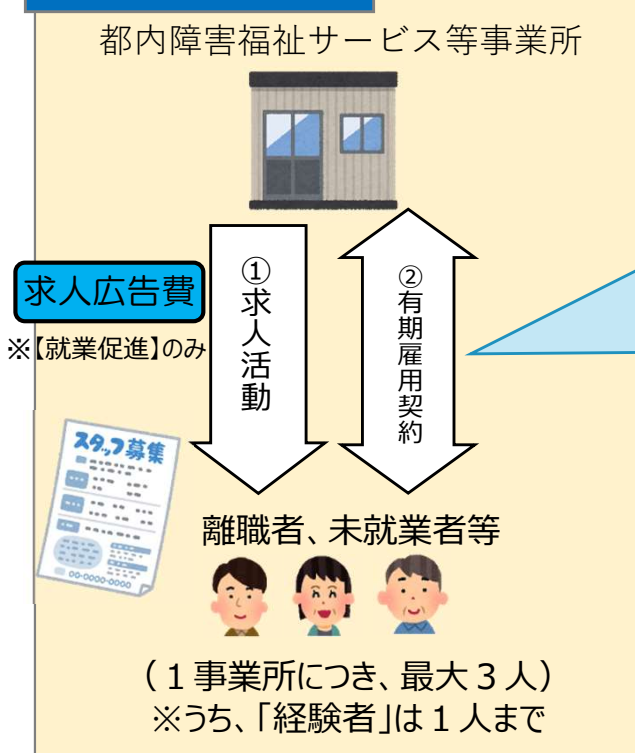 都内障害福祉サービス等事業所
求人広告費
※【就業促進】のみ
①求人活動
②有期雇用契約
スタッフ募集
00-0000-0000
離職者、未就業者等
（１事業所につき、最大３人）
※うち、「経験者」は１人まで